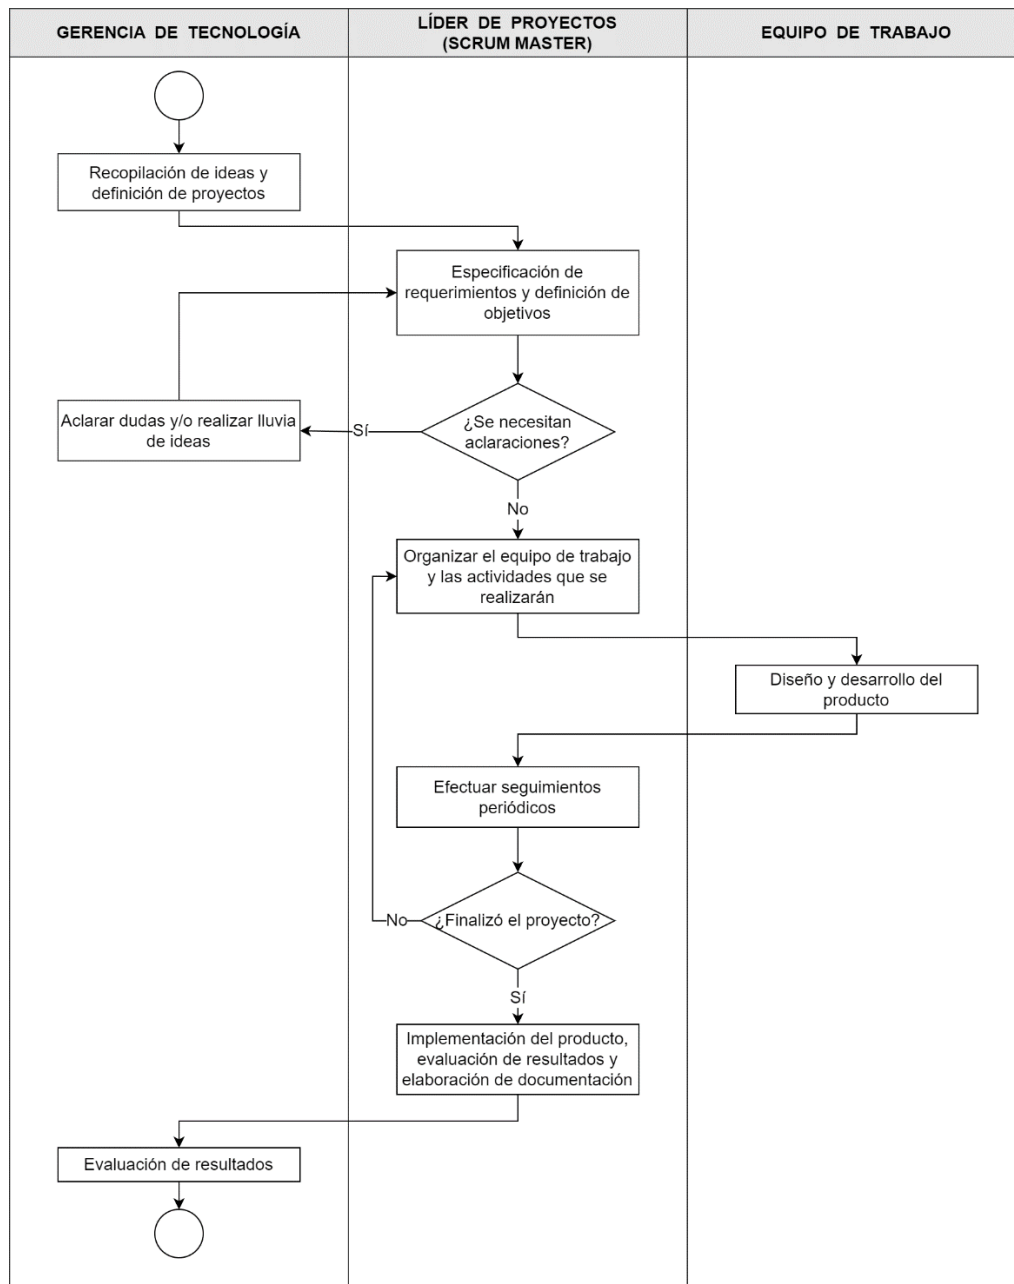 GERENCIA DE TECNOLOGÍA
LÍDER DE PROYECTOS
(SCRUM MASTER)
EQUIPO DE TRABAJO
Recopilación de ideas y
definición de proyectos
Especificación de
requerimientos y definición de
objetivos
Aclarar dudas y/o realizar lluvia
de ideas
Sí
¿Se necesitan
aclaraciones?
No
Organizar el equipo de trabajo
y las actividades que se
realizarán
Diseño y desarrollo del
producto
Efectuar seguimientos
periódicos
No
¿Finalizó el proyecto?
Sí
Implementación del producto,
evaluación de resultados y
elaboración de documentación
Evaluación de resultados